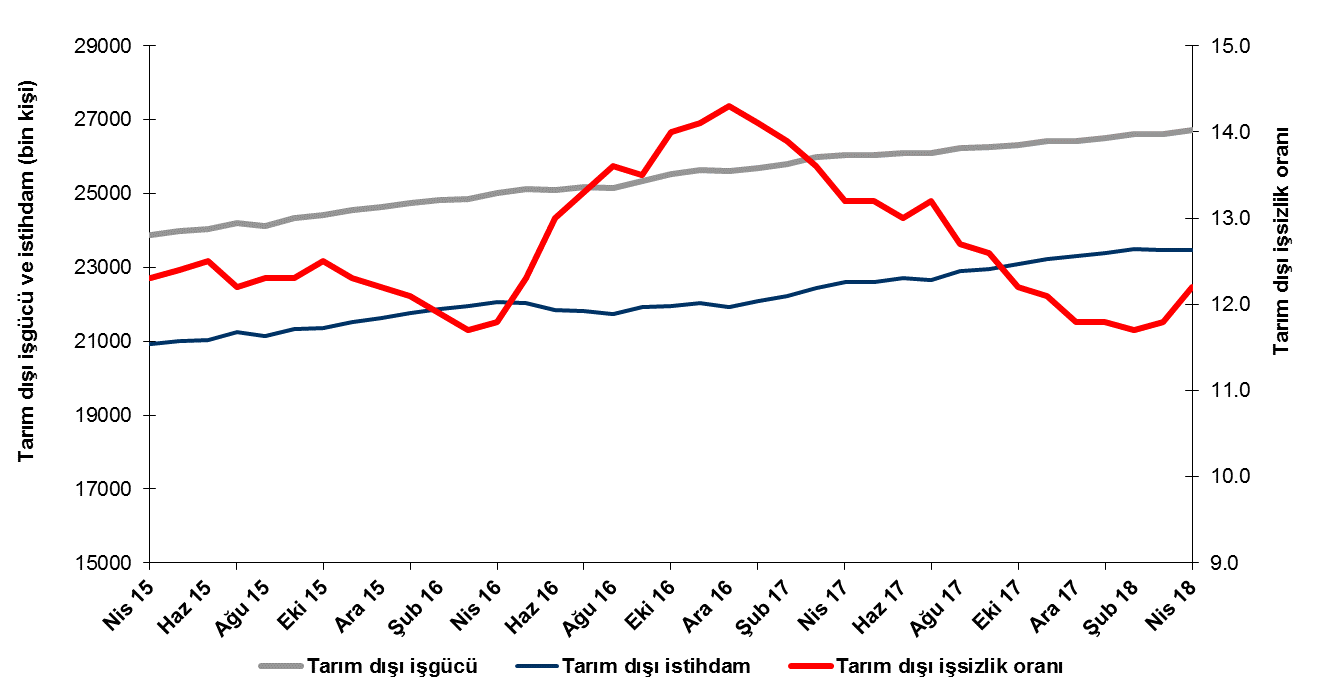 Tarım dışı işgücü ve istihdam (bin kişi)
29000
27000
25000
23000
21000
19000
17000
15000
15.0
14.0
13.0
12.0
11.0
10.0
9.0
Tarım dışı işsizlik oranı
Nis 15
Haz 15
Ağu 15
Eki 15
Ara 15
Şub 16
Nis 16
Haz 16
Ağu 16
Eki 16
Ara 16
Şub 17
Nis 17
Haz 17
Ağu 17
Eki 17
Ara 17
Şub 18
Nis 18
Tarım dışı işgücü
Tarım dışı istihdam
Tarım dışı işsizlik oranı